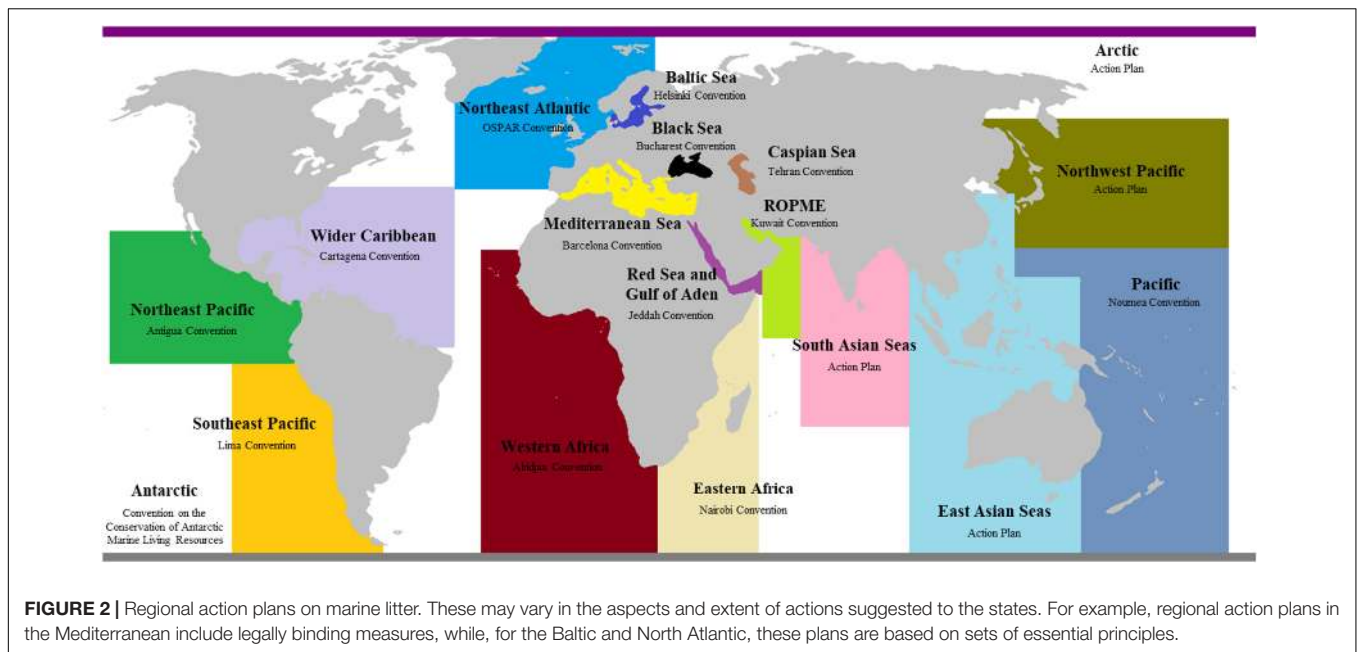 Arctic
Action Plan
Baltic Sea
Helsinki Convention
Northeast Atlantic
OSPAR Convention
Black Sea
Bucharest Convention
Caspian Sea
Tehran Convention
Northwest Pacific
Action Plan
ROPME
Kuwait Convention
Mediterranean Sea
Barcelona Convention
Wider Caribbean
Cartagena Convention
Red Sea and
Gulf of Aden
Jeddah Convention
Pacific
Noumea Convention
Northeast Pacific
Antigua Convention
South Asian Seas
Action Plan
Southeast Pacific
Lima Convention
Western Africa
Abidjan Convention
Antarctic
Convention on the
Conservation of Antarctic
Marine Living Resources
Eastern Africa
Nairobi Convention
East Asian Seas
Action Plan
FIGURE 2 | Regional action plans on marine litter. These may vary in the aspects and extent of actions suggested to the states. For example, regional action plans in
the Mediterranean include legally binding measures, while, for the Baltic and North Atlantic, these plans are based on sets of essential principles.